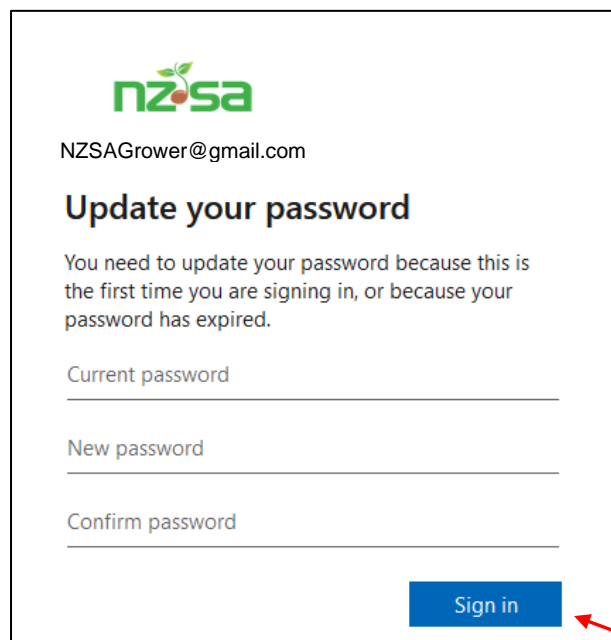 nzsa
NZSAGrower@gmail.com
Update your password
You need to update your password because this is
the first time you are signing in, or because your
password has expired.
Current password
New password
Confirm password
Sign in